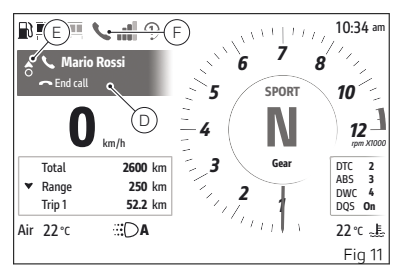 E F 10:34 am
Mario Rossi
End call
D
0 km/h
Total 2600 km
Range 250 km
Trip 1 52.2 km
Air 22 °C A
1
2
3
4
5
6
7
8
10
12
rpm X1000
SPORT
N
Gear
1
DTC 2
ABS 3
DWC 4
DQS On
22 °C
Fig 11